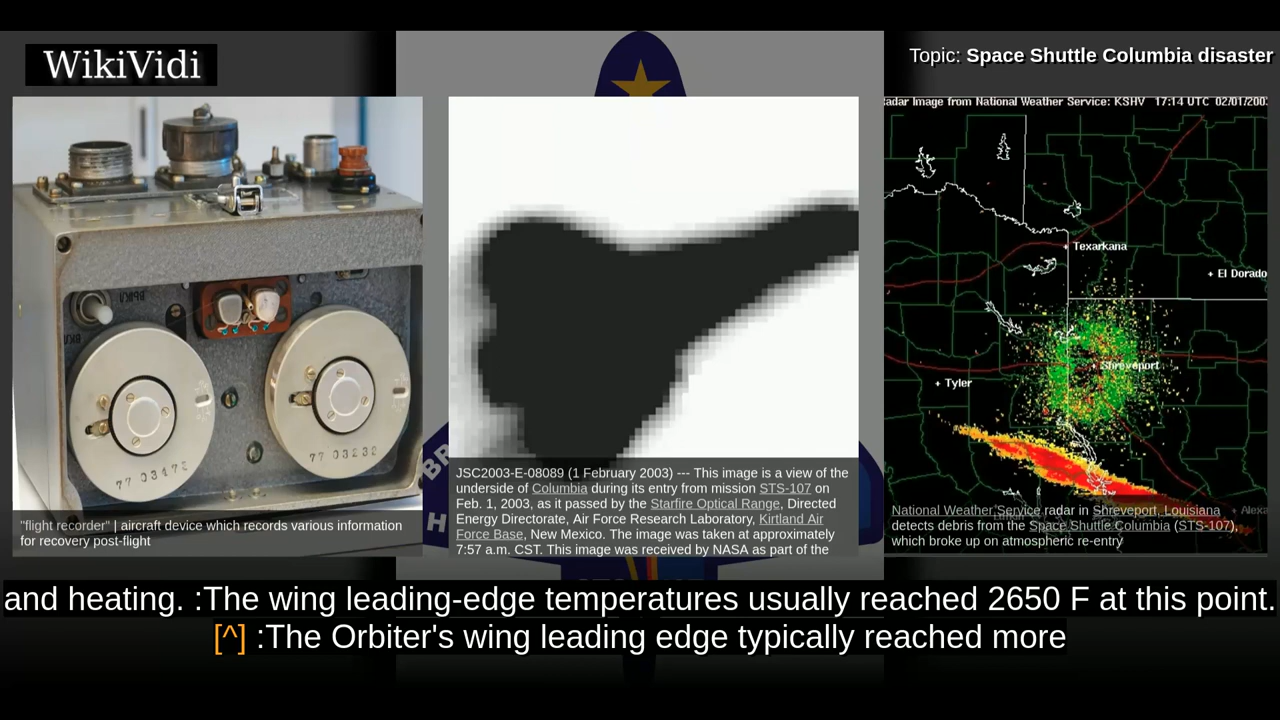 WikiVidi
Topic: Space Shuttle Columbia disaster
Radar Image from National Weather Service: KSHV 17:14 UTC 02/01/200
Texarkana
El Dorado
Shreveport
Tyler
77 03232
"flight recorder" | aircraft device which records various information
for recovery post-flight
JSC2003-E-08089 (1 February 2003) --- This image is a view of the
underside of Columbia during its entry from mission STS-107 on
Feb. 1, 2003, as it passed by the Starfire Optical Range, Directed
Energy Directorate, Air Force Research Laboratory, Kirtland Air
Force Base, New Mexico. The image was taken at approximately
7:57 a.m. CST. This image was received by NASA as part of the
National Weather Service radar in Shreveport, Louisiana
detects debris from the Space Shuttle Columbia (STS-107),
which broke up on atmospheric re-entry
and heating. :The wing leading-edge temperatures usually reached 2650 F at this point.
[^] :The Orbiter's wing leading edge typically reached more